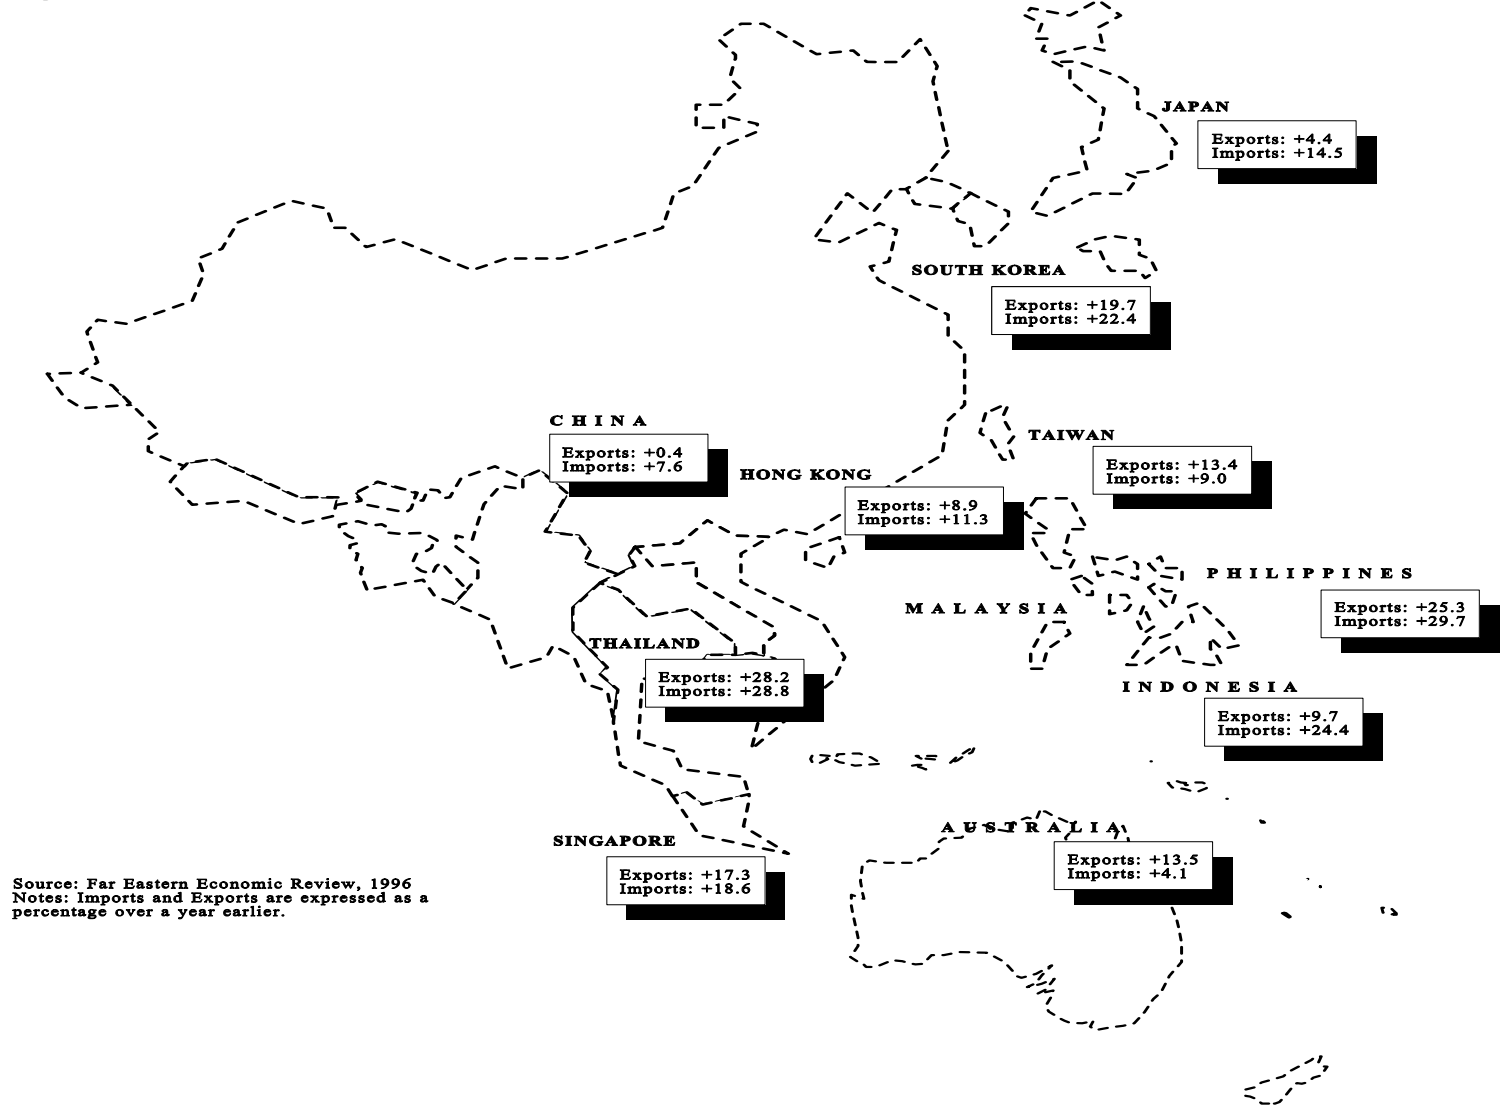 JAPAN
Exports: +4.4
Imports: +14.5
SOUTH KOREA
Exports: +19.7
Imports: +22.4
CHINA
Exports: +0.4
Imports: +7.6
TAIWAN
Exports: +13.4
Imports: +9.0
HONG KONG
Exports: +8.9
Imports: +11.3
PHILIPPINES
Exports: +25.3
Imports: +29.7
MALAYSIA
THAILAND
Exports: +28.2
Imports: +28.8
INDONESIA
Exports: +9.7
Imports: +24.4
AUSTRALIA
Exports: +13.5
Imports: +4.1
SINGAPORE
Exports: +17.3
Imports: +18.6
Source: Far Eastern Economic Review, 1996
Notes: Imports and Exports are expressed as a
percentage over a year earlier.